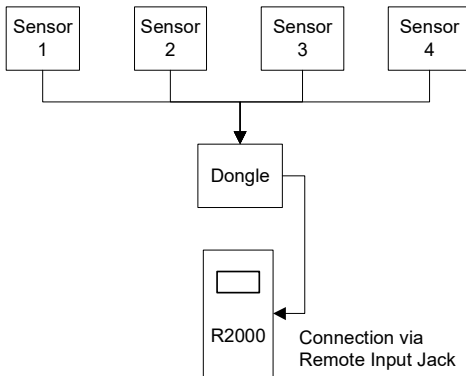 Sensor
1
Sensor
2
Sensor
3
Sensor
4
Dongle
R2000
Connection via
Remote Input Jack